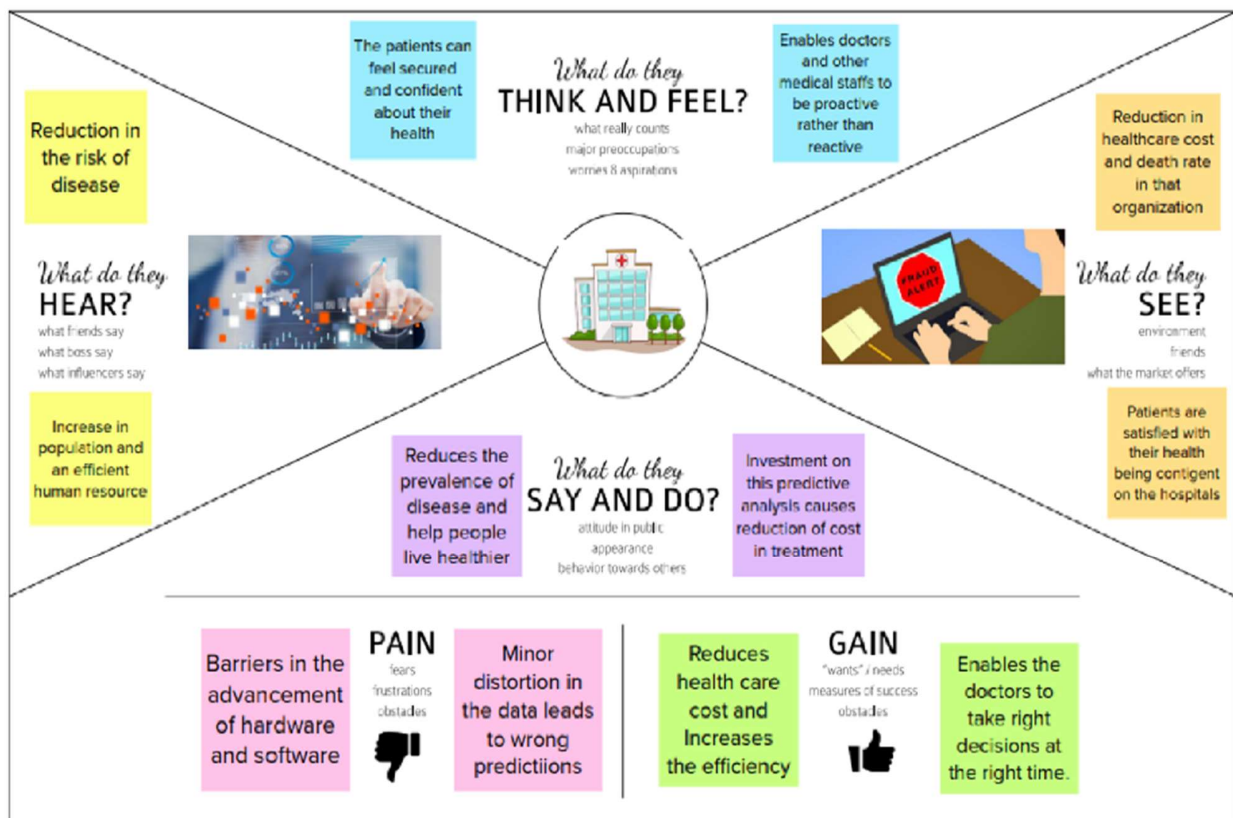 The patients can
feel secured
and confident
about their
health
What do they
THINK AND FEEL?
what really counts
major preoccupations
worries 8 aspirations
Enables doctors
and other
medical staffs to
be proactive
rather than
reactive
Reduction in
the risk of
disease
What do they
HEAR?
what friends say
what boss say
what influencers say
Increase in
population and
an efficient
human resource
Reduction in
healthcare cost
and death rate
in that
organization
FRAUD
ALERT
What do they
SEE?
environment
friends
what the market offers
Patients are
satisfied with
their health
being contigent
on the hospitals
Reduces the
prevalence of
disease and
help people
live healthier
What do they
SAY AND DO?
attitude in public
appearance
behavior towards others
Investment on
this predictive
analysis causes
reduction of cost
in treatment
Barriers in the
advancement
of hardware
and software
PAIN
fears
frustrations
obstacles
Minor
distortion in
the data leads
to wrong
predictiions
Reduces
health care
cost and
Increases
the efficiency
GAIN
"wants" / needs
measures of success
obstacles
Enables the
doctors to
take right
decisions at
the right time.